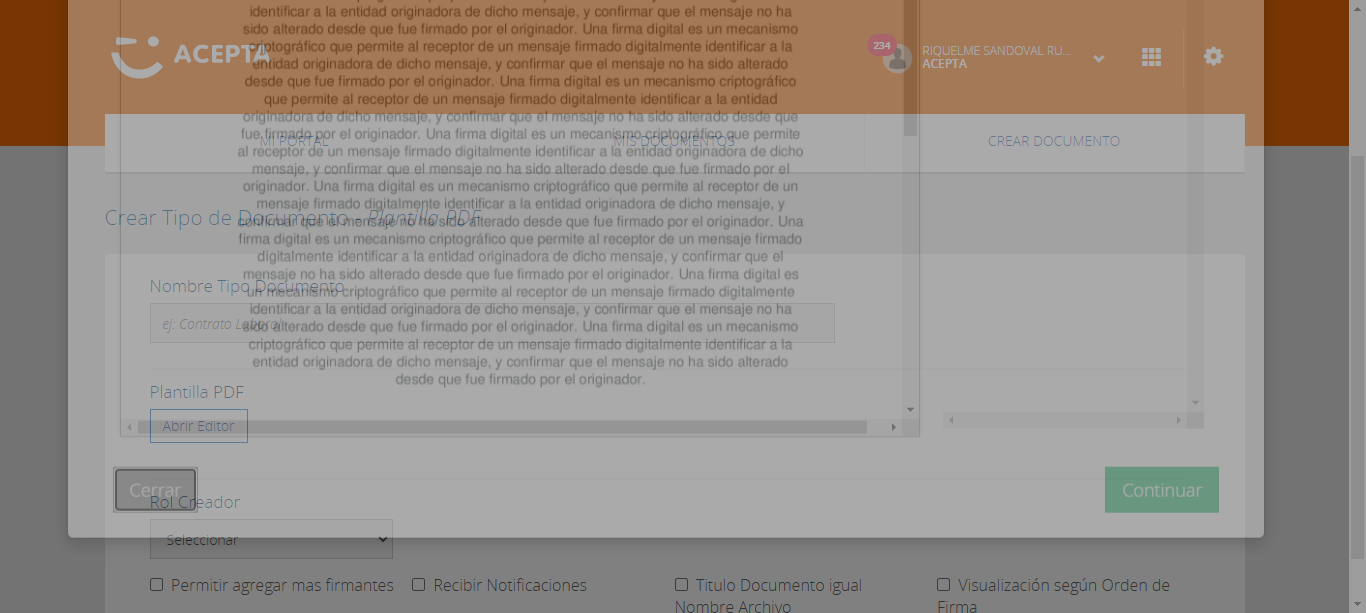 identificar a la entidad originadora de dicho mensaje, y confirmar que el mensaje no ha
sido alterado desde que fue firmado por el originador. Una firma digital es un mecanismo
criptográfico que permite al receptor de un mensaje firmado digitalmente identificar a la
entidad originadora de dicho mensaje, y confirmar que el mensaje no ha sido alterado
desde que fue firmado por el originador. Una firma digital es un mecanismo criptográfico
que permite al receptor de un mensaje firmado digitalmente identificar a la entidad
originadora de dicho mensaje, y confirmar que el mensaje no ha sido alterado desde que
fue firmado por el originador. Una firma digital es un mecanismo criptográfico que permite
al receptor de un mensaje firmado digitalmente identificar a la entidad originadora de dicho
mensaje, y confirmar que el mensaje no ha sido alterado desde que fue firmado por el
originador. Una firma digital es un mecanismo criptográfico que permite al receptor de un
mensaje firmado digitalmente identificar a la entidad originadora de dicho mensaje, y
confirmar que el mensaje no ha sido alterado desde que fue firmado por el originador. Una
firma digital es un mecanismo criptográfico que permite al receptor de un mensaje firmado
digitalmente identificar a la entidad originadora de dicho mensaje, y confirmar que el
mensaje no ha sido alterado desde que fue firmado por el originador. Una firma digital es
un mecanismo criptográfico que permite al receptor de un mensaje firmado digitalmente
identificar a la entidad originadora de dicho mensaje, y confirmar que el mensaje no ha
sido alterado desde que fue firmado por el originador. Una firma digital es un mecanismo
criptográfico que permite al receptor de un mensaje firmado digitalmente identificar a la
entidad originadora de dicho mensaje, y confirmar que el mensaje no ha sido alterado
desde que fue firmado por el originador.
Cerrar
Continuar
ACEPTA
234
RIQUELME SANDOVAL RU...
ACEPTA
MI PORTAL
MIS DOCUMENTOS
CREAR DOCUMENTO
Crear Tipo de Documento - Plantilla PDF
Nombre Tipo Documento
ej: Contrato Laboral
Plantilla PDF
Abrir Editor
Rol Creador
Seleccionar
Permitir agregar mas firmantes
Recibir Notificaciones
Titulo Documento igual
Nombre Archivo
Visualización según Orden de
Firma